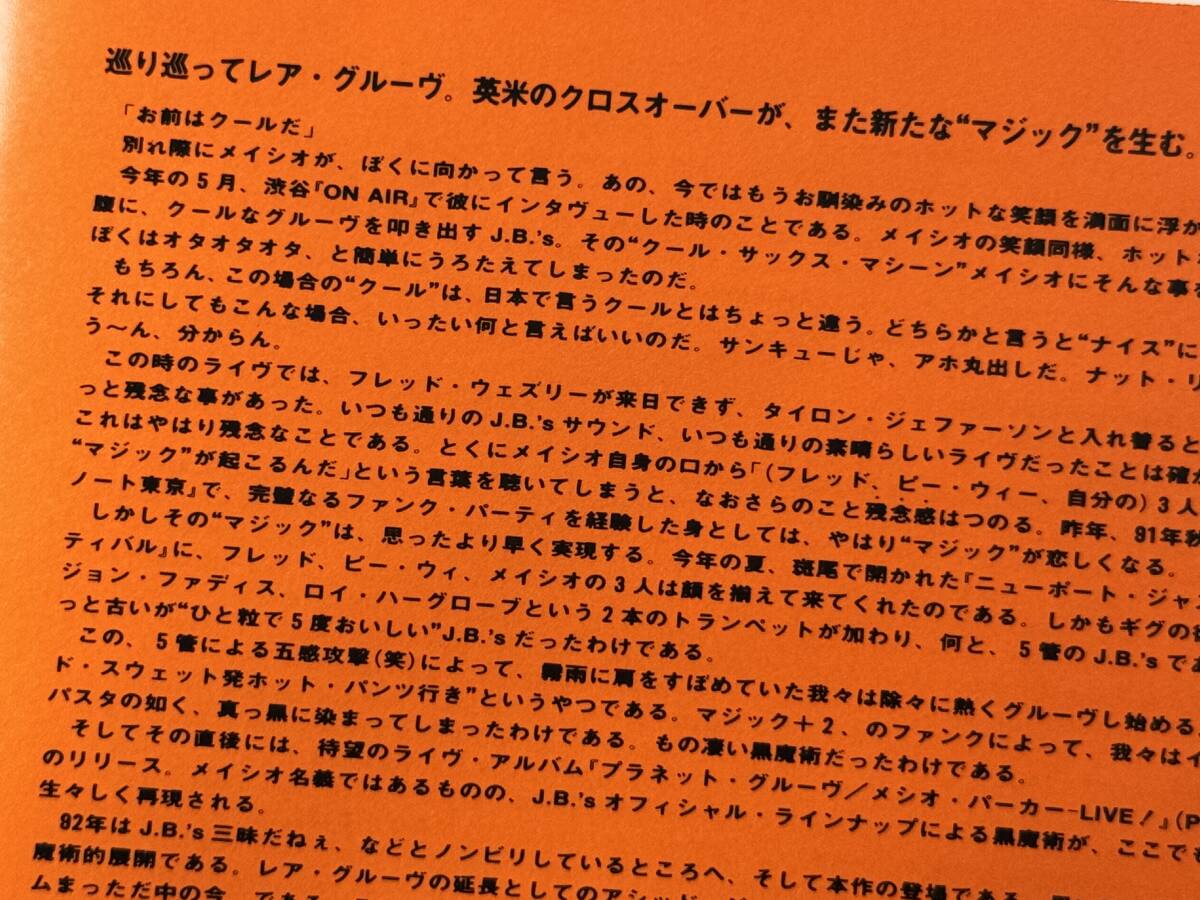 巡り巡ってレア・グルーヴ。英米のクロスオーバーが、また新たな“マジック”を生む。
「お前はクールだ」
別れ際にメイシオが、ぼくに向かって言う。あの、今ではもうお馴染みのホットな笑顔を満面に浮か
今年の5月、渋谷『ON AIR』で彼にインタヴューした時のことである。メイシオの笑顔同様、ホット
腹に、クールなグルーヴを叩き出すJ.B.'s。その“クール・サックス・マシーン”メイシオにそんな事を
ぼくはオタオタオタ、と簡単にうろたえてしまったのだ。
もちろん、この場合の“クール”は、日本で言うクールとはちょっと違う。どちらかと言うと“ナイス”に
それにしてもこんな場合、いったい何と言えばいいのだ。サンキューじゃ、アホ丸出しだ。ナット・リ
う〜ん、分からん。
この時のライヴでは、フレッド・ウェズリーが来日できず、タイロン・ジェファーソンと入れ替ると
っと残念な事があった。いつも通りのJ.B.'sサウンド、いつも通りの素晴らしいライヴだったことは確
これはやはり残念なことである。とくにメイシオ自身の口から「(フレッド、ピー・ウィー、自分の)3人
“マジック”が起こるんだ」という言葉を聴いてしまうと、なおさらのこと残念感はつのる。昨年、91年秋
ノート東京』で、完璧なるファンク・パーティを経験した身としては、やはり“マジック”が恋しくなる。
しかしその“マジック”は、思ったより早く実現する。今年の夏、斑尾で開かれた『ニューポート・ジャ
ティバル』に、フレッド、ピー・ウィ、メイシオの3人は顔を揃えて来てくれたのである。しかもギグの
ジョン・ファディス、ロイ・ハーグローブという2本のトランペットが加わり、何と、5管のJ.B.'sで
っと古いが“ひと粒で5度おいしい”J.B.'sだったわけである。
この、5管による五感攻撃(笑)によって、霧雨に肩をすぼめていた我々は除々に熱くグルーヴし始める
ド・スウェット発ホット・パンツ行き”というやつである。マジック+2、のファンクによって、我々はイ
パスタの如く、真っ黒に染まってしまったわけである。もの凄い黒魔術だったわけである。
そしてその直後には、待望のライヴ・アルバム『プラネット・グルーヴ/メシオ・パーカー–LIVE!』(P
のリリース。メイシオ名義ではあるものの、J.B.'sオフィシャル・ラインナップによる黒魔術が、ここでも
生々しく再現される。
92年はJ.B.'s三昧だねぇ、などとノンビリしているところへ、そして本作の登場である。
魔術的展開である。レア・グルーヴの延長としてのアシッド・
ムまっただ中の今、である。